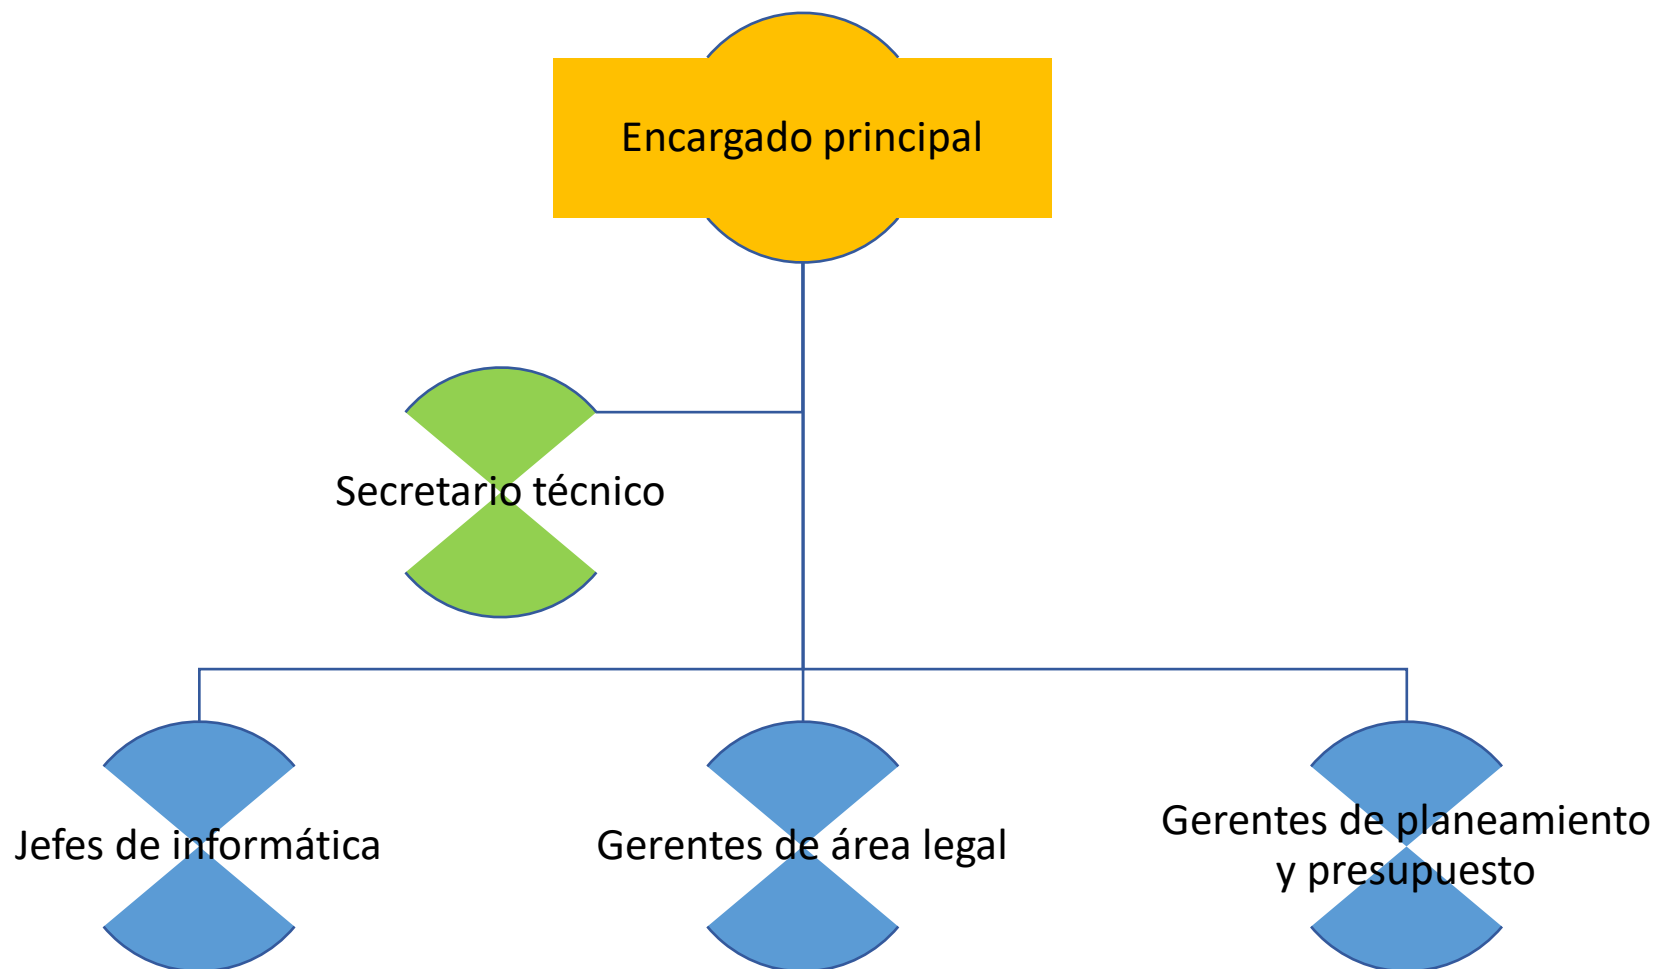 Encargado principal
Secretario técnico
Jefes de informática
Gerentes de área legal
Gerentes de planeamiento
y presupuesto